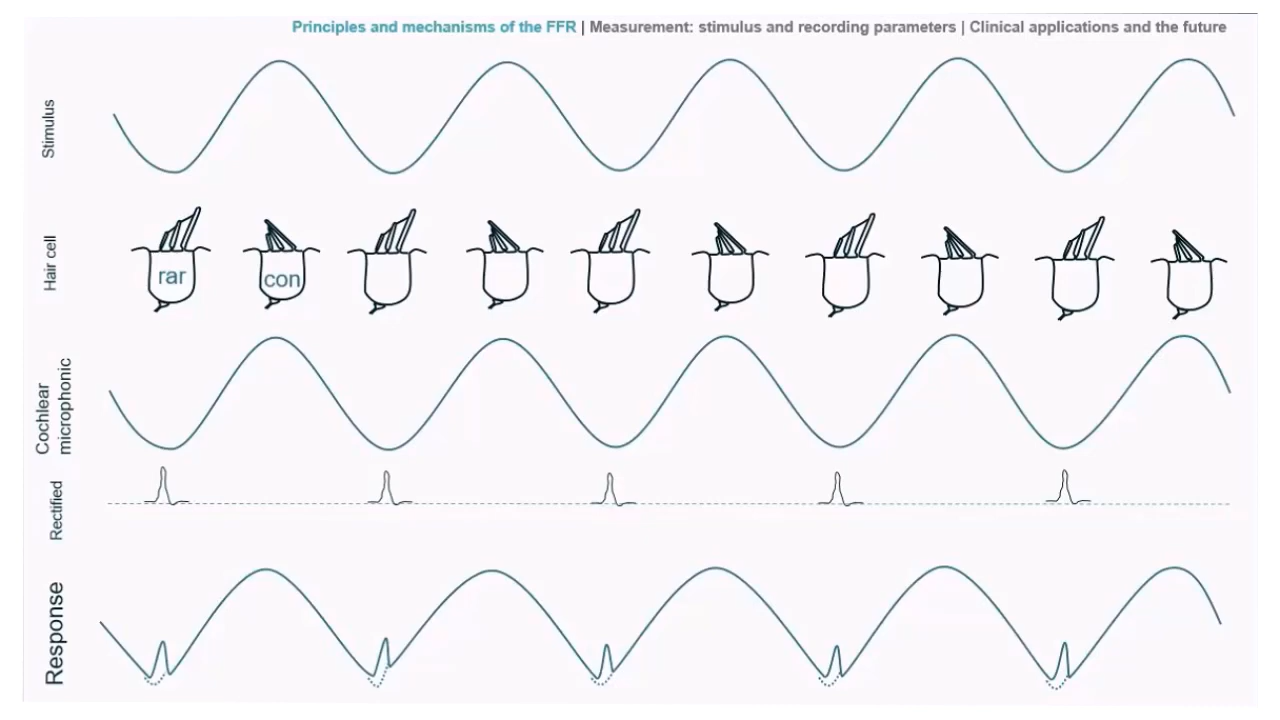 Principles and mechanisms of the FFR | Measurement: stimulus and recording parameters | Clinical applications and the future
Stimulus
Hair cell
rar
con
Cochlear
microphonic
Rectified
Response